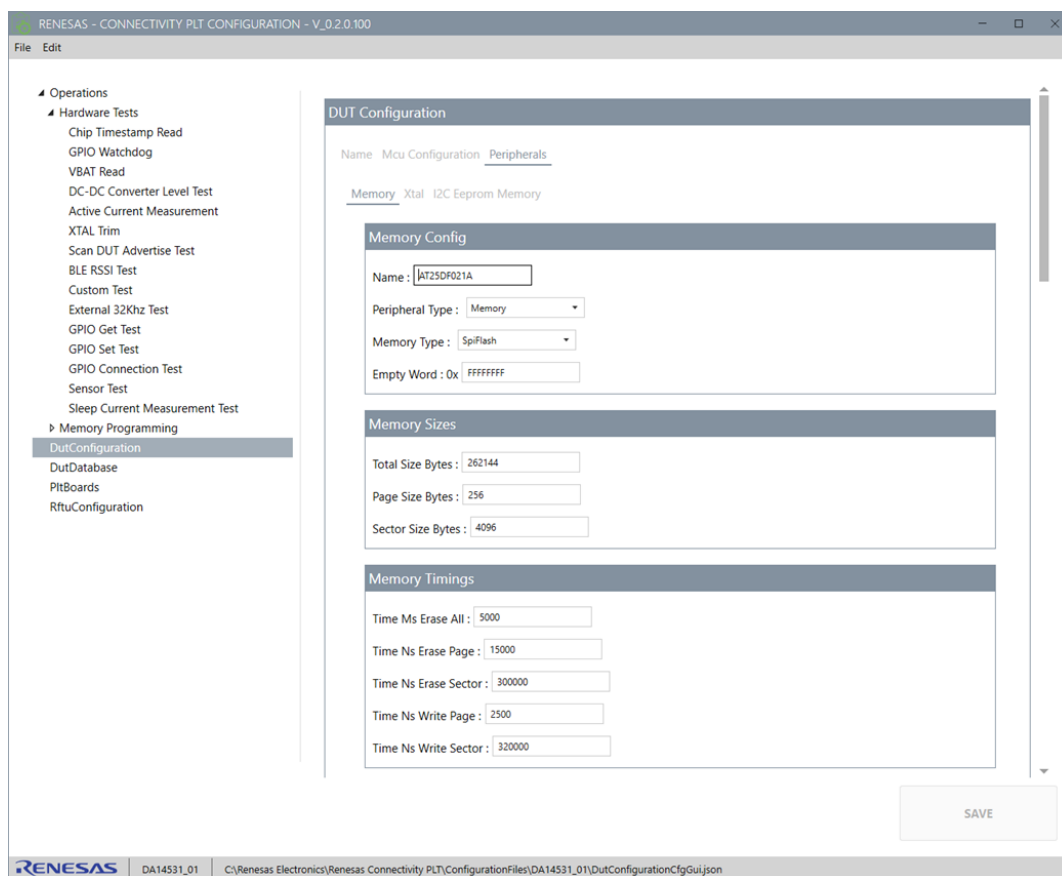 RENESAS - CONNECTIVITY PLT CONFIGURATION - V_0.2.0.100
File Edit
Operations
Hardware Tests
Chip Timestamp Read
GPIO Watchdog
VBAT Read
DC-DC Converter Level Test
Active Current Measurement
XTAL Trim
Scan DUT Advertise Test
BLE RSSI Test
Custom Test
External 32Khz Test
GPIO Get Test
GPIO Set Test
GPIO Connection Test
Sensor Test
Sleep Current Measurement Test
Memory Programming
DutConfiguration
DutDatabase
PltBoards
RftuConfiguration
DUT Configuration
Name Mcu Configuration Peripherals
Memory Xtal I2C Eeprom Memory
Memory Config
Name : AT25DF021A
Peripheral Type : Memory
Memory Type : SpiFlash
Empty Word : 0x FFFFFFFF
Memory Sizes
Total Size Bytes : 262144
Page Size Bytes : 256
Sector Size Bytes : 4096
Memory Timings
Time Ms Erase All : 5000
Time Ns Erase Page : 15000
Time Ns Erase Sector : 300000
Time Ns Write Page : 2500
Time Ns Write Sector : 320000
SAVE
RENESAS DA14531_01 C:\Renesas Electronics\Renesas Connectivity PLT\ConfigurationFiles\DA14531_01\DutConfigurationCfgGui.json